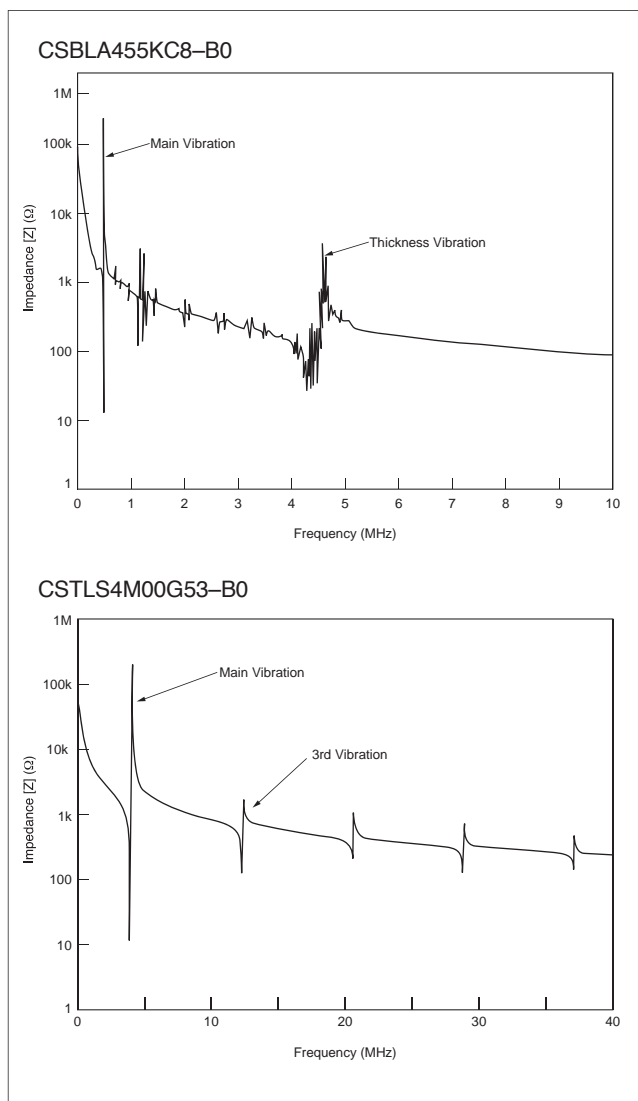 CSBLA455KC8–B0
1M
100k
10k
1k
100
10
1
Impedance [Z] (Ω)
Main Vibration
Thickness Vibration
0 1 2 3 4 5 6 7 8 9 10
Frequency (MHz)
CSTLS4M00G53–B0
1M
100k
10k
1k
100
10
1
Impedance [Z] (Ω)
Main Vibration
3rd Vibration
0 10 20 30 40
Frequency (MHz)